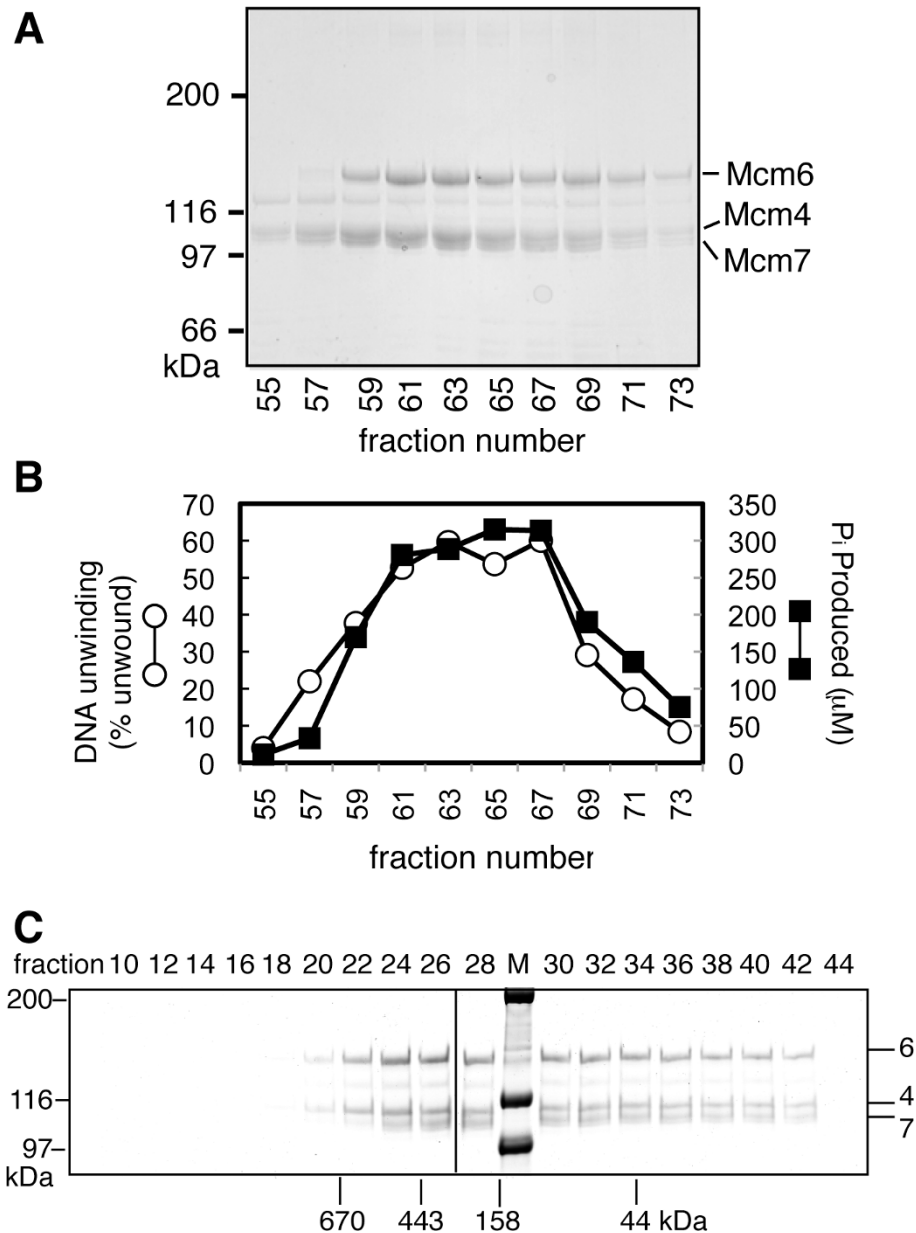 A
200
116
97
66
kDa
Mcm6
Mcm4
Mcm7
55 57 59 61 63 65 67 69 71 73
fraction number
B
DNA unwinding
(% unwound)
70
60
50
40
30
20
10
0
350
300
250
200
150
100
50
0
Pi Produced (μM)
55 57 59 61 63 65 67 69 71 73
fraction number
C
fraction 10 12 14 16 18 20 22 24 26 28 M 30 32 34 36 38 40 42 44
200
116
97
kDa
6
4
7
670 443 158 44 kDa